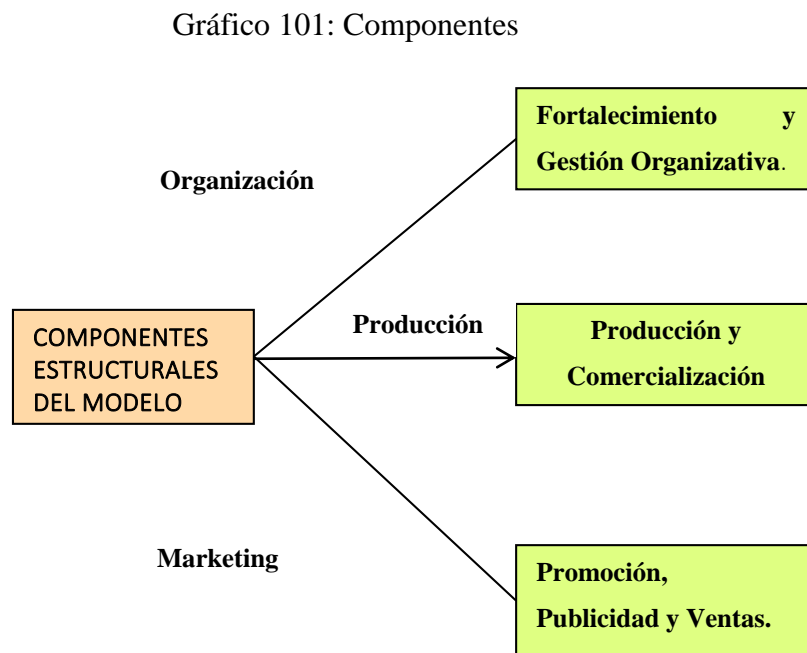 Gráfico 101: Componentes
Fortalecimiento y
Gestión Organizativa.
Organización
COMPONENTES
ESTRUCTURALES
DEL MODELO
Producción
Producción y
Comercialización
Marketing
Promoción,
Publicidad y Ventas.